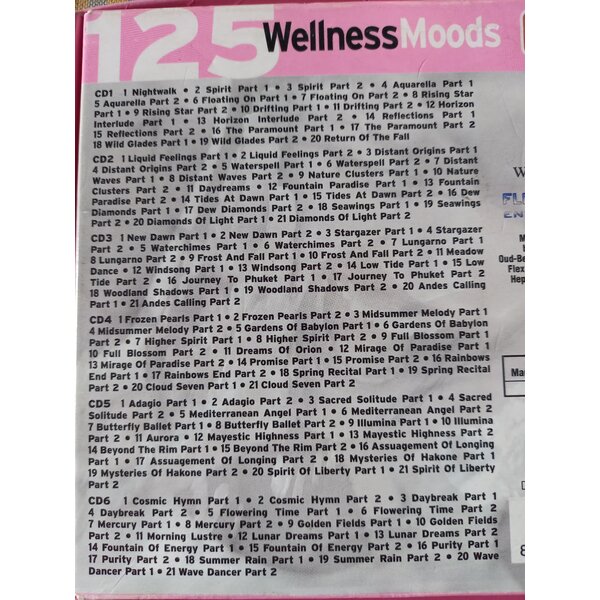 125 WellnessMoods
CD1 1 Nightwalk • 2 Spirit Part 1 • 3 Spirit Part 2 • 4 Aquarella Part 1
5 Aquarella Part 2 • 6 Floating On Part 1 • 7 Floating On Part 2 • 8 Rising Star
Part 1 • 9 Rising Star Part 2 • 10 Drifting Part 1 • 11 Drifting Part 2 • 12 Horizon
Interlude Part 1 • 13 Horizon Interlude Part 2 • 14 Reflections Part 1
15 Reflections Part 2 • 16 The Paramount Part 1 • 17 The Paramount Part 2
18 Wild Glades Part 1 • 19 Wild Glades Part 2 • 20 Return Of The Fall
CD2 1 Liquid Feelings Part 1 • 2 Liquid Feelings Part 2 • 3 Distant Origins Part 1
4 Distant Origins Part 2 • 5 Waterspell Part 1 • 6 Waterspell Part 2 • 7 Distant
Waves Part 1 • 8 Distant Waves Part 2 • 9 Nature Clusters Part 1 • 10 Nature
Clusters Part 2 • 11 Daydreams • 12 Fountain Paradise Part 1 • 13 Fountain
Paradise Part 2 • 14 Tides At Dawn Part 1 • 15 Tides At Dawn Part 2 • 16 Dew
Diamonds Part 1 • 17 Dew Diamonds Part 2 • 18 Seawings Part 1 • 19 Seawings
Part 2 • 20 Diamonds Of Light Part 1 • 21 Diamonds Of Light Part 2
CD3 1 New Dawn Part 1 • 2 New Dawn Part 2 • 3 Stargazer Part 1 • 4 Stargazer
Part 2 • 5 Waterchimes Part 1 • 6 Waterchimes Part 2 • 7 Lungarno Part 1
8 Lungarno Part 2 • 9 Frost And Fall Part 1 • 10 Frost And Fall Part 2 • 11 Meadow
Dance • 12 Windsong Part 1 • 13 Windsong Part 2 • 14 Low Tide Part 1 • 15 Low
Tide Part 2 • 16 Journey To Phuket Part 1 • 17 Journey To Phuket Part 2
18 Woodland Shadows Part 1 • 19 Woodland Shadows Part 2 • 20 Andes Calling
Part 1 • 21 Andes Calling Part 2
CD4 1 Frozen Pearls Part 1 • 2 Frozen Pearls Part 2 • 3 Midsummer Melody Part 1
4 Midsummer Melody Part 2 • 5 Gardens Of Babylon Part 1 • 6 Gardens Of Babylon
Part 2 • 7 Higher Spirit Part 1 • 8 Higher Spirit Part 2 • 9 Full Blossom Part 1
10 Full Blossom Part 2 • 11 Dreams Of Orion • 12 Mirage Of Paradise Part 1
13 Mirage Of Paradise Part 2 • 14 Promise Part 1 • 15 Promise Part 2 • 16 Rainbows
End Part 1 • 17 Rainbows End Part 2 • 18 Spring Recital Part 1 • 19 Spring Recital
Part 2 • 20 Cloud Seven Part 1 • 21 Cloud Seven Part 2
CD5 1 Adagio Part 1 • 2 Adagio Part 2 • 3 Sacred Solitude Part 1 • 4 Sacred
Solitude Part 2 • 5 Mediterranean Angel Part 1 • 6 Mediterranean Angel Part 2
7 Butterfly Ballet Part 1 • 8 Butterfly Ballet Part 2 • 9 Illumina Part 1 • 10 Illumina
Part 2 • 11 Aurora • 12 Mayestic Highness Part 1 • 13 Mayestic Highness Part 2
14 Beyond The Rim Part 1 • 15 Beyond The Rim Part 2 • 16 Assuagement Of Longing
Part 1 • 17 Assuagement Of Longing Part 2 • 18 Mysteries Of Hakone Part 1
19 Mysteries Of Hakone Part 2 • 20 Spirit Of Liberty Part 1 • 21 Spirit Of Liberty
Part 2
CD6 1 Cosmic Hymn Part 1 • 2 Cosmic Hymn Part 2 • 3 Daybreak Part 1
4 Daybreak Part 2 • 5 Flowering Time Part 1 • 6 Flowering Time Part 2
7 Mercury Part 1 • 8 Mercury Part 2 • 9 Golden Fields Part 1 • 10 Golden Fields
Part 2 • 11 Morning Lustre • 12 Lunar Dreams Part 1 • 13 Lunar Dreams Part 2
14 Fountain Of Energy Part 1 • 15 Fountain Of Energy Part 2 • 16 Purity Part 1
17 Purity Part 2 • 18 Summer Rain Part 1 • 19 Summer Rain Part 2 • 20 Wave
Dancer Part 1 • 21 Wave Dancer Part 2
Oud-Be
Flex
Hep
Ma
8